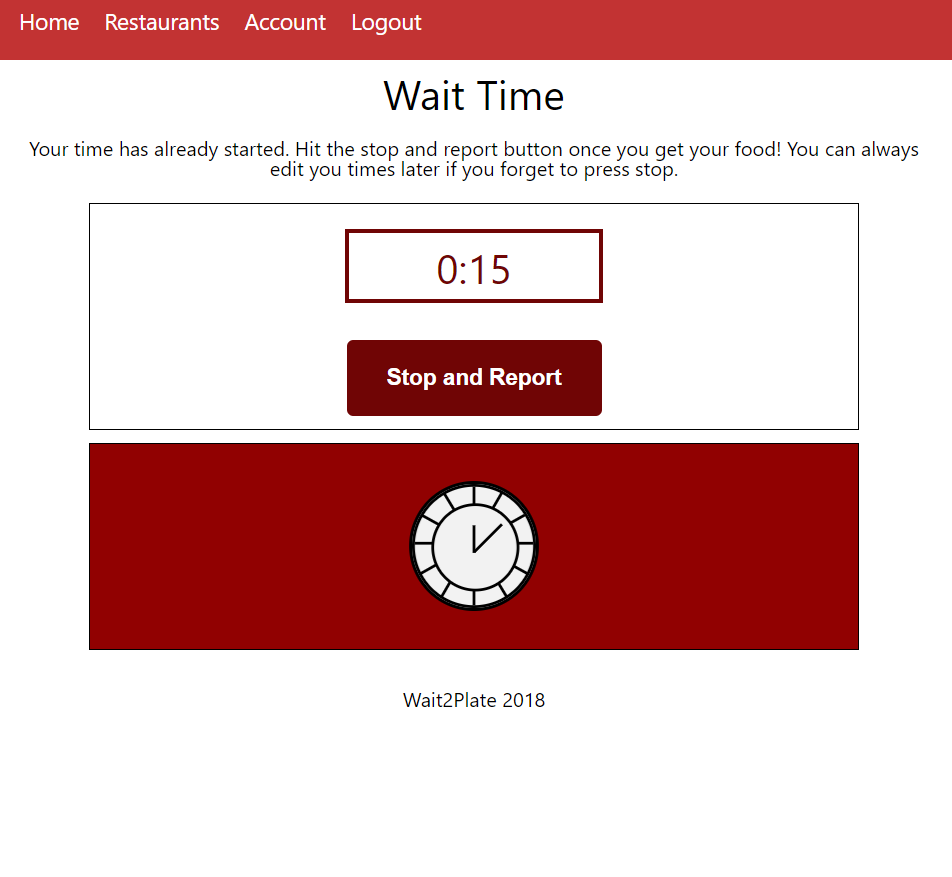 Home Restaurants Account Logout
Wait Time
Your time has already started. Hit the stop and report button once you get your food! You can always
edit you times later if you forget to press stop.
0:15
Stop and Report
Wait2Plate 2018